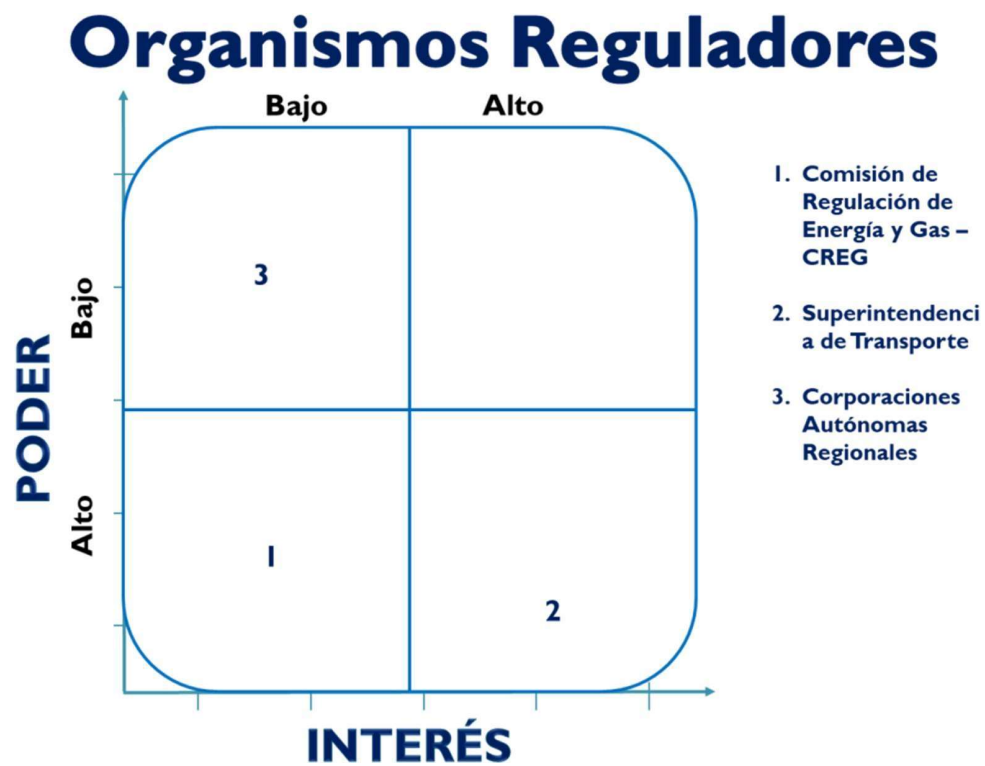 Organismos Reguladores
Bajo
Alto
PODER
Bajo
Alto
3
1
2
INTERÉS
1. Comisión de
Regulación de
Energía y Gas –
CREG
2. Superintendenci
a de Transporte
3. Corporaciones
Autónomas
Regionales